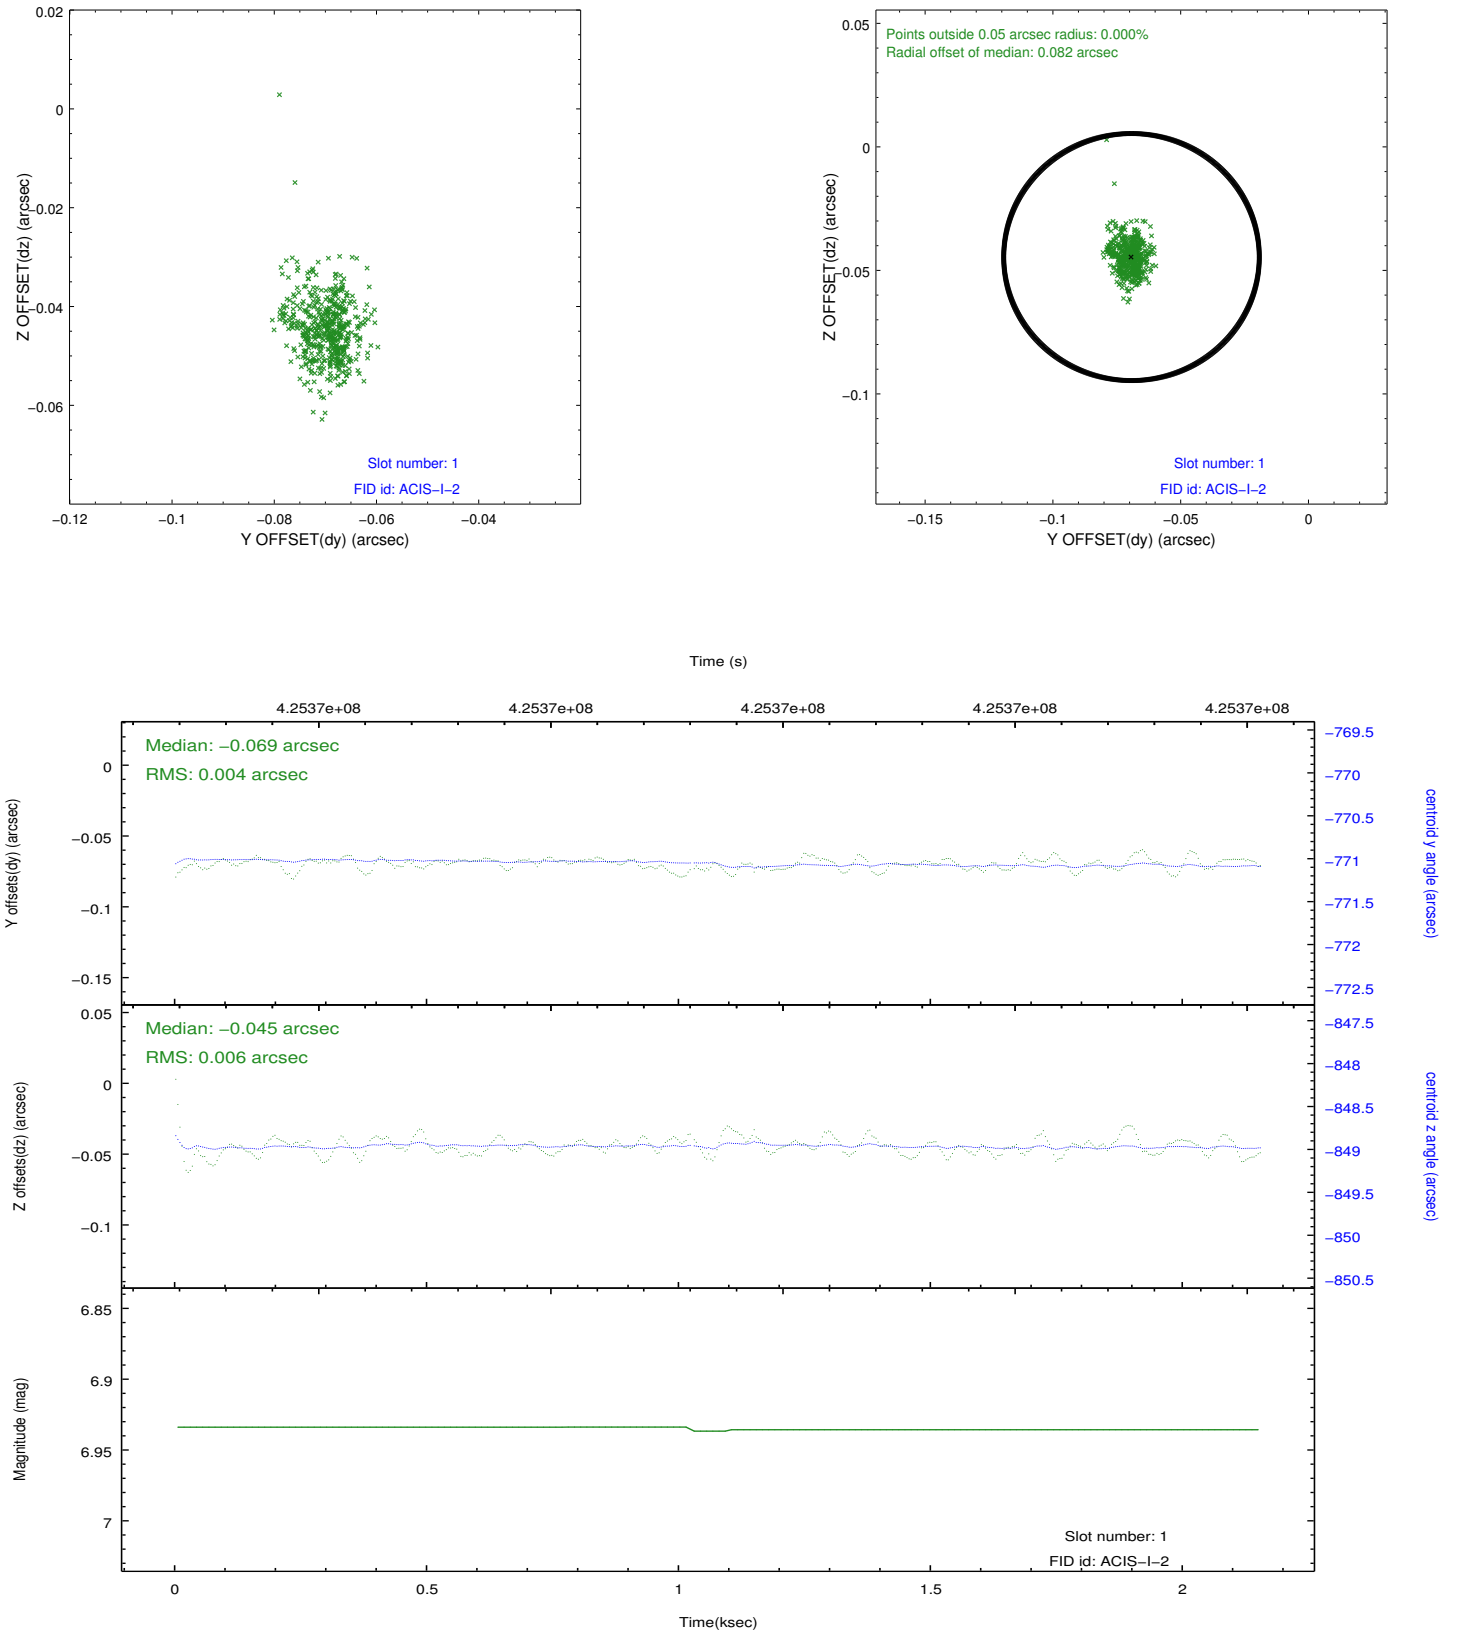 0.02
0
−0.02
−0.04
−0.06
Z OFFSET(dz) (arcsec)
Slot number: 1
FID id: ACIS−I−2
−0.12
−0.1
−0.08
−0.06
−0.04
Y OFFSET(dy) (arcsec)
0.05
0
−0.05
−0.1
Z OFFSET(dz) (arcsec)
Points outside 0.05 arcsec radius: 0.000%
Radial offset of median: 0.082 arcsec
Slot number: 1
FID id: ACIS−I−2
−0.15
−0.1
−0.05
0
Y OFFSET(dy) (arcsec)
Time (s)
4.2537e+08
4.2537e+08
4.2537e+08
4.2537e+08
4.2537e+08
Median: −0.069 arcsec
RMS: 0.004 arcsec
0
−0.05
−0.1
−0.15
Y offsets(dy) (arcsec)
−769.5
−770
−770.5
−771
−771.5
−772
−772.5
centroid y angle (arcsec)
Median: −0.045 arcsec
RMS: 0.006 arcsec
0.05
0
−0.05
−0.1
Z offsets(dz) (arcsec)
−847.5
−848
−848.5
−849
−849.5
−850
−850.5
centroid z angle (arcsec)
6.85
6.9
6.95
7
Magnitude (mag)
Slot number: 1
FID id: ACIS−I−2
0
0.5
1
1.5
2
Time(ksec)